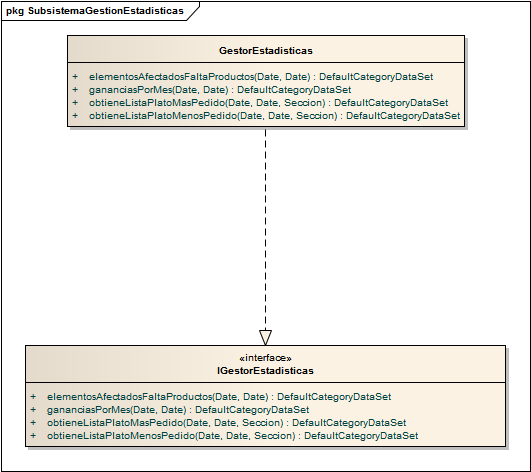 pkg SubsistemaGestionEstadisticas
GestorEstadisticas
+ elementosAfectadosFaltaProductos(Date, Date) : DefaultCategoryDataSet
+ gananciasPorMes(Date, Date) : DefaultCategoryDataSet
+ obtieneListaPlatoMasPedido(Date, Date, Seccion) : DefaultCategoryDataSet
+ obtieneListaPlatoMenosPedido(Date, Date, Seccion) : DefaultCategoryDataSet
«interface»
IGestorEstadisticas
+ elementosAfectadosFaltaProductos(Date, Date) : DefaultCategoryDataSet
+ gananciasPorMes(Date, Date) : DefaultCategoryDataSet
+ obtieneListaPlatoMasPedido(Date, Date, Seccion) : DefaultCategoryDataSet
+ obtieneListaPlatoMenosPedido(Date, Date, Seccion) : DefaultCategoryDataSet